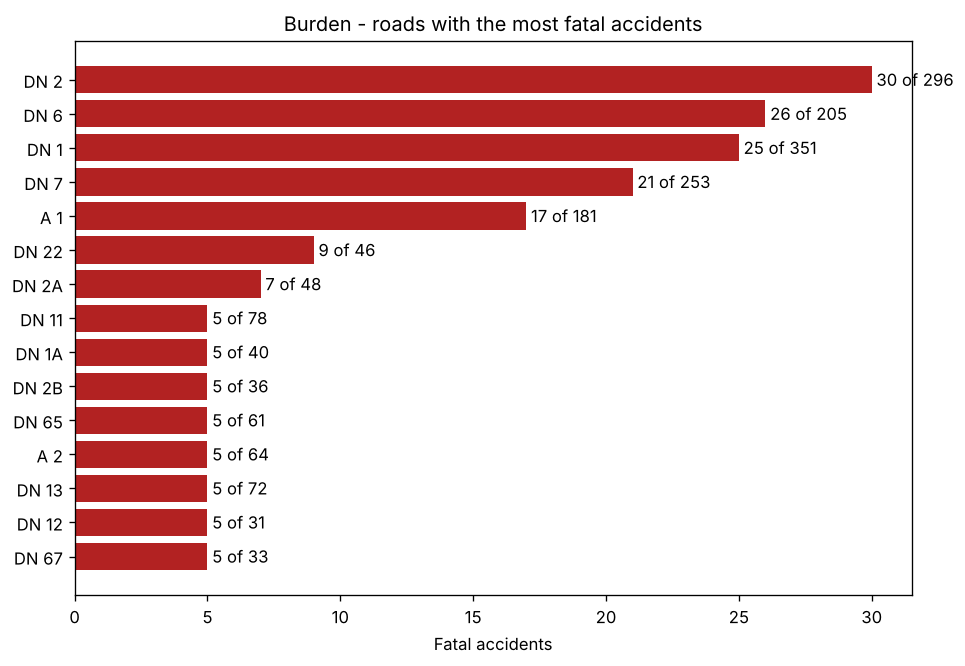 Burden - roads with the most fatal accidents
DN 2 30 of 296
DN 6 26 of 205
DN 1 25 of 351
DN 7 21 of 253
A 1 17 of 181
DN 22 9 of 46
DN 2A 7 of 48
DN 11 5 of 78
DN 1A 5 of 40
DN 2B 5 of 36
DN 65 5 of 61
A 2 5 of 64
DN 13 5 of 72
DN 12 5 of 31
DN 67 5 of 33
0 5 10 15 20 25 30
Fatal accidents